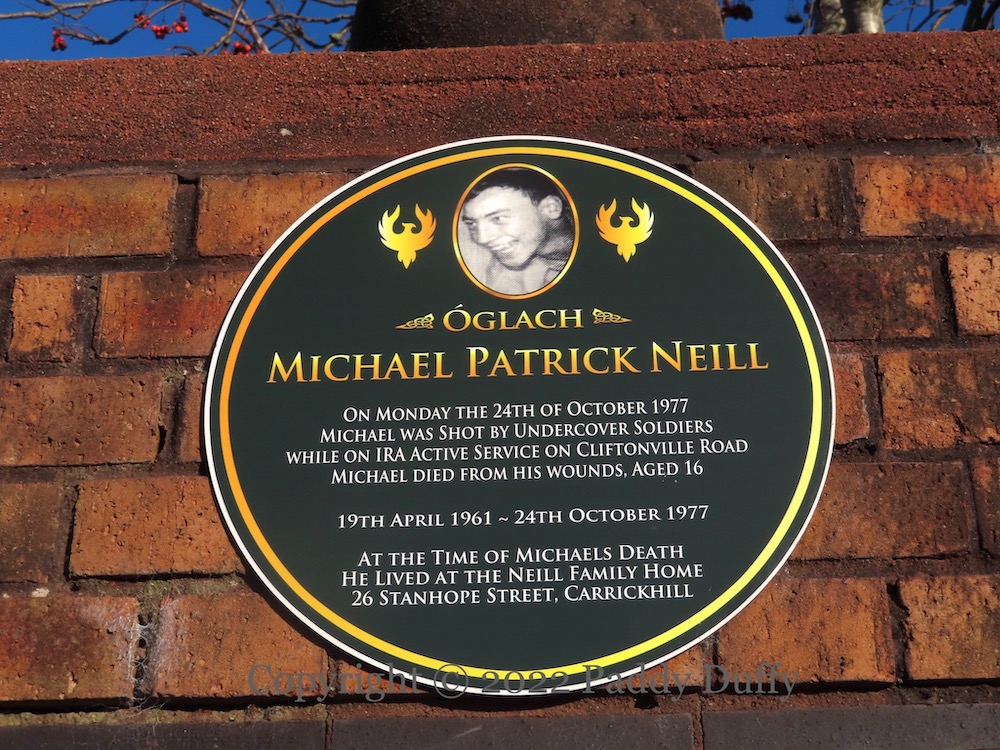 Óglach
Michael Patrick Neill
On Monday the 24th of October 1977
Michael was Shot by Undercover Soldiers
while on IRA Active Service on Cliftonville Road
Michael died from his wounds, Aged 16
19th April 1961 ~ 24th October 1977
At the Time of Michaels Death
He Lived at the Neill Family Home
26 Stanhope Street, Carrickhill
Copyright © 2022 Paddy Duffy